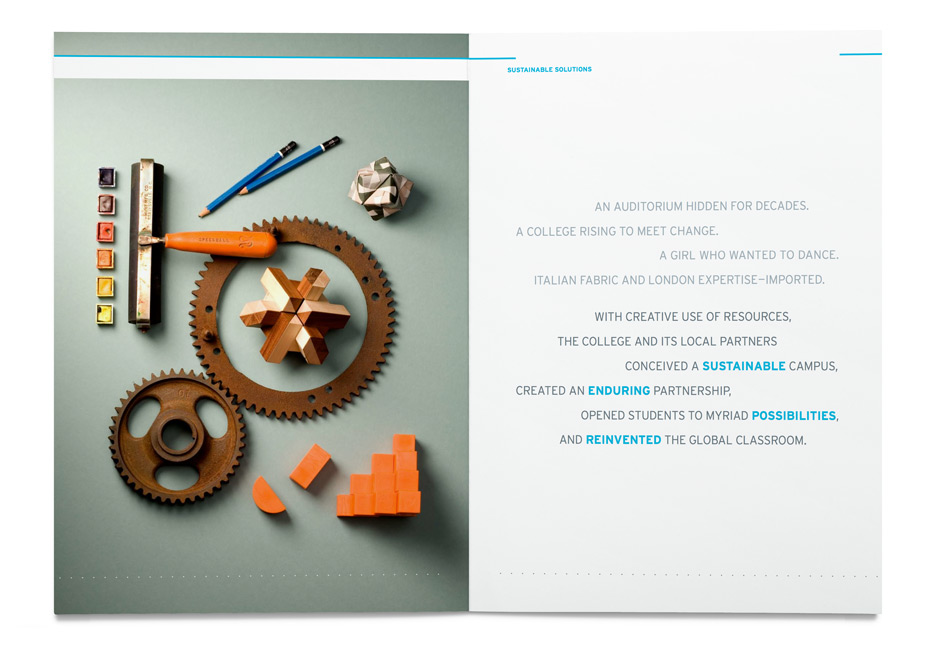 SUSTAINABLE SOLUTIONS
AN AUDITORIUM HIDDEN FOR DECADES.
A COLLEGE RISING TO MEET CHANGE.
A GIRL WHO WANTED TO DANCE.
ITALIAN FABRIC AND LONDON EXPERTISE—IMPORTED.
WITH CREATIVE USE OF RESOURCES,
THE COLLEGE AND ITS LOCAL PARTNERS
CONCEIVED A SUSTAINABLE CAMPUS,
CREATED AN ENDURING PARTNERSHIP,
OPENED STUDENTS TO MYRIAD POSSIBILITIES,
AND REINVENTED THE GLOBAL CLASSROOM.